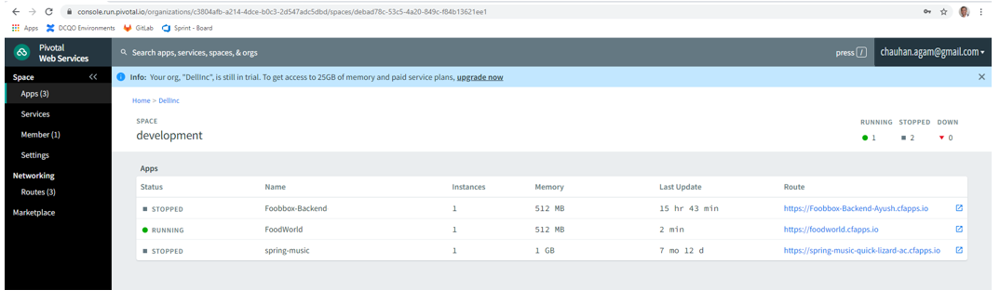 console.run.pivotal.io/organizations/c3804afb-a214-4dce-b0c3-2d547adc5dbd/spaces/debad78c-53c5-4a20-849c-f84b13621ee1
Apps DCQO Environments GitLab Sprint - Board
Pivotal
Web Services
Search apps, services, spaces, & orgs
press /
chauhan.agam@gmail.com
Space
Apps (3)
Services
Member (1)
Settings
Networking
Routes (3)
Marketplace
Info: Your org, "DellInc", is still in trial. To get access to 25GB of memory and paid service plans, upgrade now
Home > DellInc
SPACE
development
RUNNING STOPPED DOWN
1 2 0
Apps
Status Name Instances Memory Last Update Route
STOPPED Foobbox-Backend 1 512 MB 15 hr 43 min https://Foobbox-Backend-Ayush.cfapps.io
RUNNING FoodWorld 1 512 MB 2 min https://foodworld.cfapps.io
STOPPED spring-music 1 1 GB 7 mo 12 d https://spring-music-quick-lizard-ac.cfapps.io